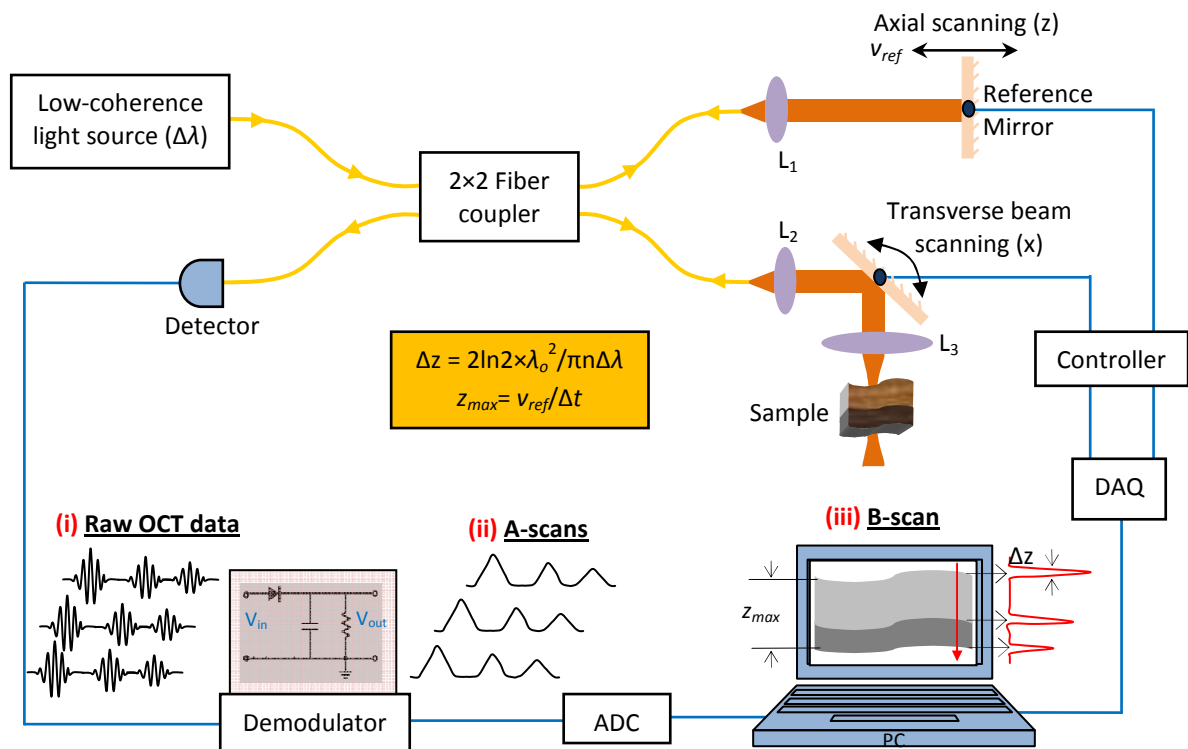 Axial scanning (z)
v_ref
Low-coherence
light source (Δλ)
Reference
Mirror
L₁
2×2 Fiber
coupler
Transverse beam
scanning (x)
L₂
Detector
L₃
Δz = 2ln2×λₒ²/πnΔλ
z_max= v_ref/Δt
Controller
Sample
DAQ
(i) Raw OCT data
(ii) A-scans
(iii) B-scan
Δz
V_in
V_out
z_max
Demodulator
ADC
PC